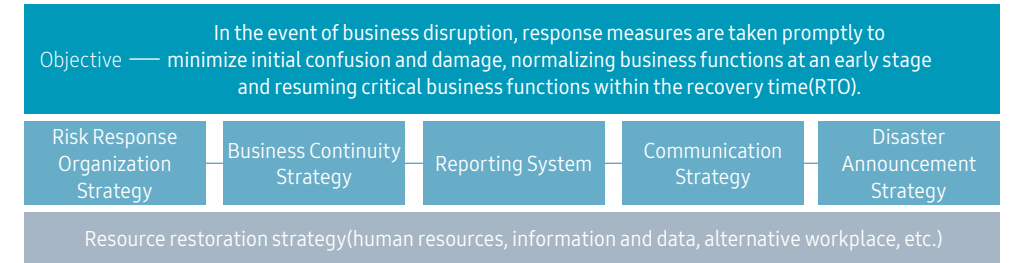 Objective
In the event of business disruption, response measures are taken promptly to
minimize initial confusion and damage, normalizing business functions at an early stage
and resuming critical business functions within the recovery time(RTO).
Risk Response
Organization
Strategy
Business Continuity
Strategy
Reporting System
Communication
Strategy
Disaster
Announcement
Strategy
Resource restoration strategy(human resources, information and data, alternative workplace, etc.)